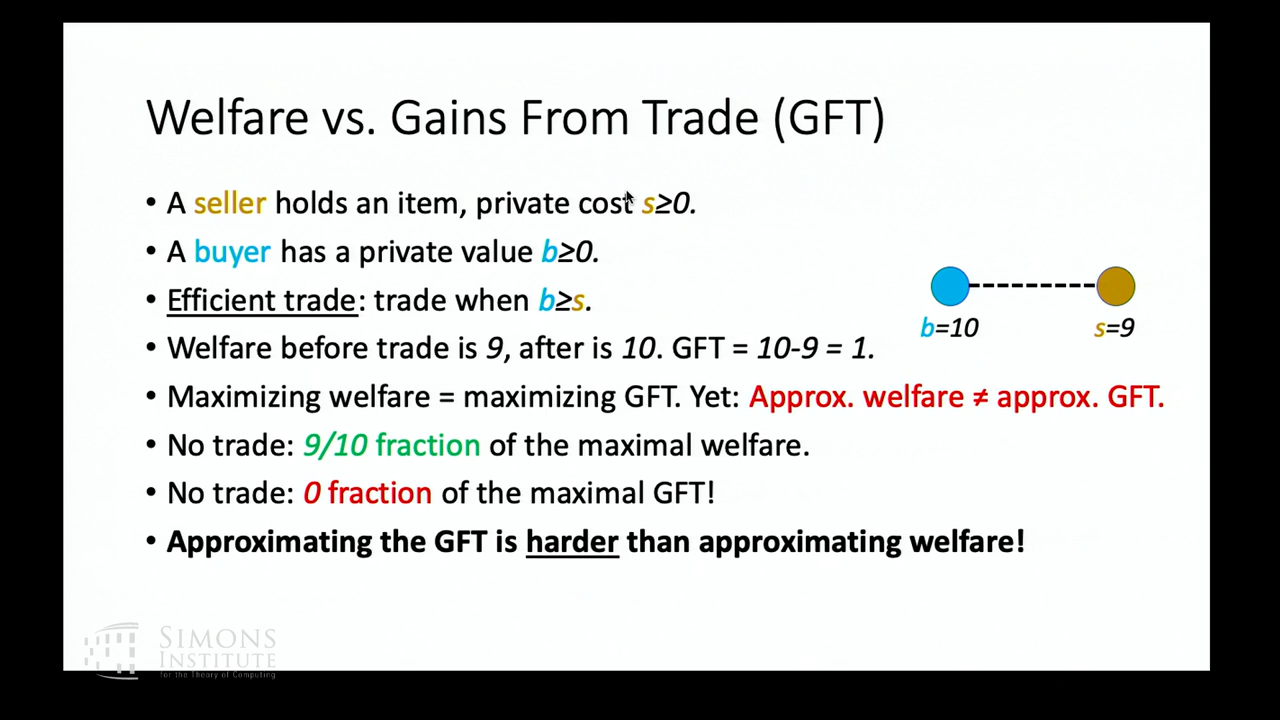 Welfare vs. Gains From Trade (GFT)
• A seller holds an item, private cost s≥0.
• A buyer has a private value b≥0.
• Efficient trade: trade when b≥s.
• Welfare before trade is 9, after is 10. GFT = 10-9 = 1.
• Maximizing welfare = maximizing GFT. Yet: Approx. welfare ≠ approx. GFT.
• No trade: 9/10 fraction of the maximal welfare.
• No trade: 0 fraction of the maximal GFT!
• Approximating the GFT is harder than approximating welfare!
b=10
s=9
SIMONS
INSTITUTE
for the Theory of Computing